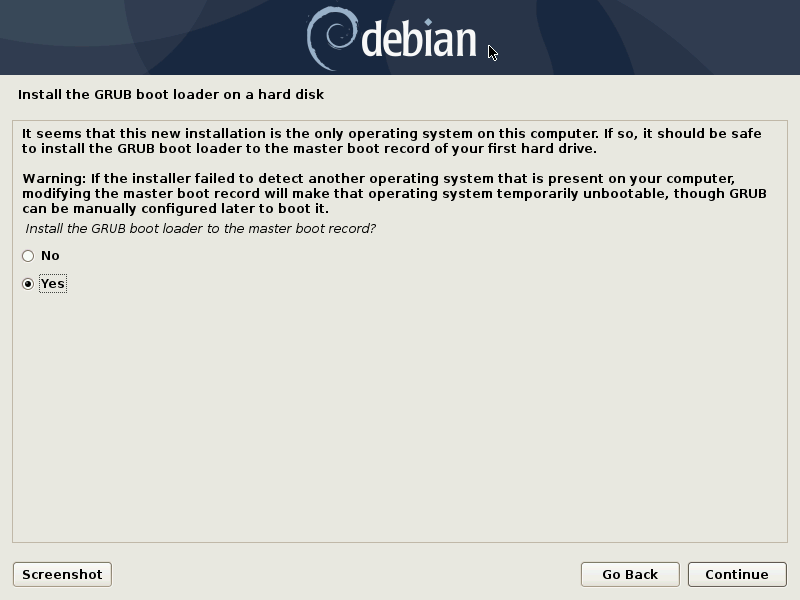 debian
Install the GRUB boot loader on a hard disk
It seems that this new installation is the only operating system on this computer. If so, it should be safe
to install the GRUB boot loader to the master boot record of your first hard drive.
Warning: If the installer failed to detect another operating system that is present on your computer,
modifying the master boot record will make that operating system temporarily unbootable, though GRUB
can be manually configured later to boot it.
Install the GRUB boot loader to the master boot record?
No
Yes
Screenshot
Go Back
Continue